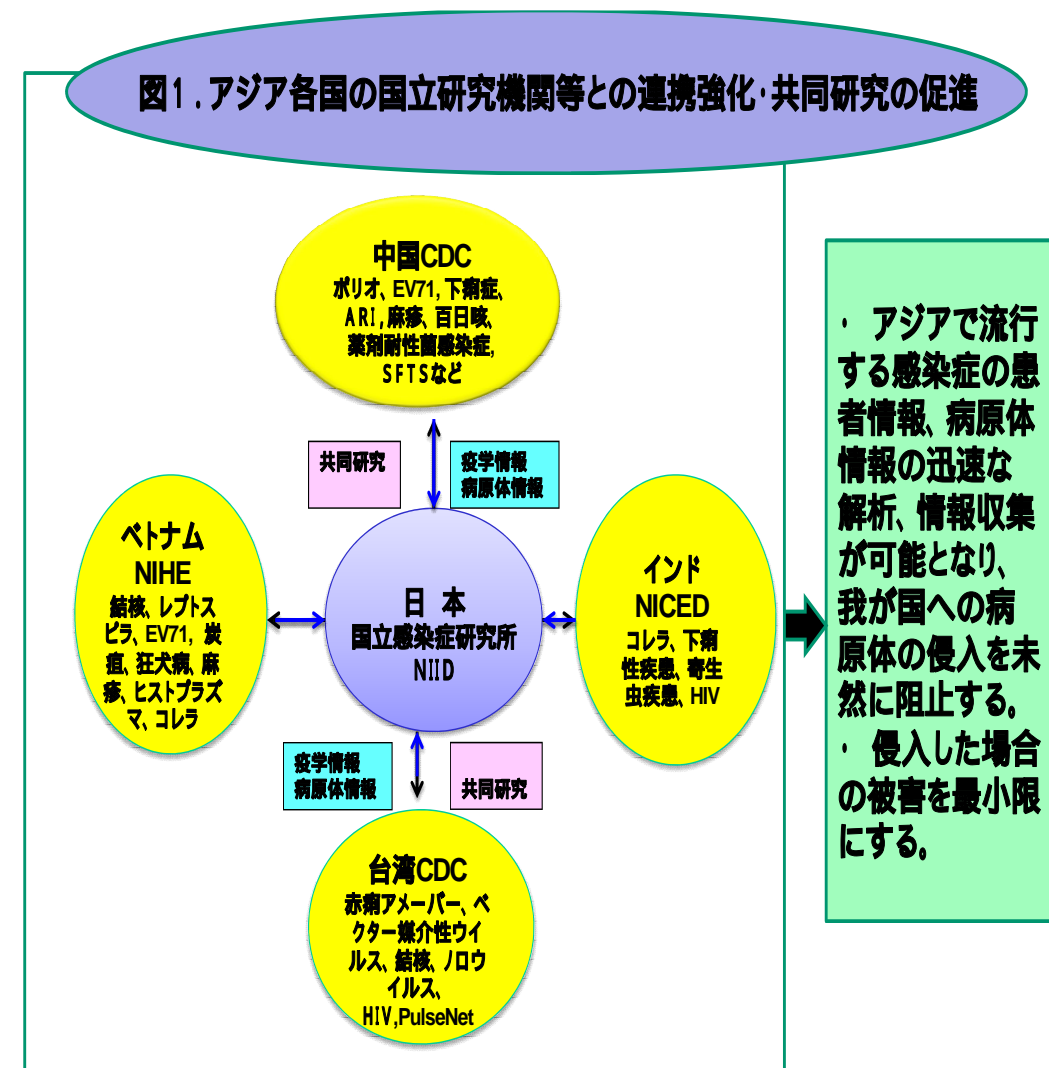 図1.アジア各国の国立研究機関等との連携強化・共同研究の促進
中国CDC
ポリオ、EV71,下痢症、
ARI,麻疹、百日咳、
薬剤耐性菌感染症,
SFTSなど
共同研究
疫学情報
病原体情報
ベトナム
NIHE
結核、レプトス
ピラ、EV71, 炭
疽、狂犬病、麻
疹、ヒストプラズ
マ、コレラ
日 本
国立感染症研究所
NIID
インド
NICED
コレラ、下痢
性疾患、寄生
虫疾患、HIV
疫学情報
病原体情報
共同研究
台湾CDC
赤痢アメーバー、ベ
クター媒介性ウイ
ルス、結核、ノロウ
イルス、
HIV,PulseNet
・ アジアで流行
する感染症の患
者情報、病原体
情報の迅速な
解析、情報収集
が可能となり、
我が国への病
原体の侵入を未
然に阻止する。
・ 侵入した場合
の被害を最小限
にする。